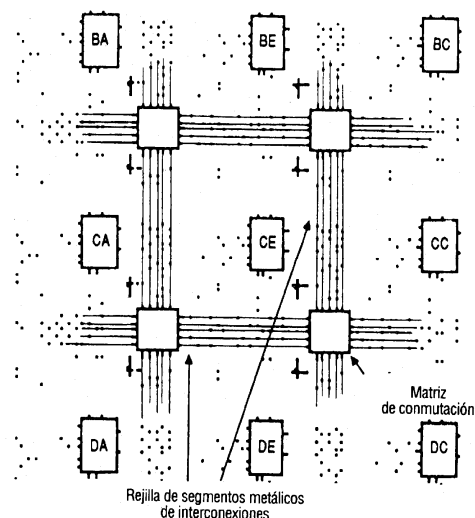 BA
BE
BC
CA
CE
CC
Matriz
de conmutación
DA
DE
DC
Rejilla de segmentos metálicos
de interconexiones